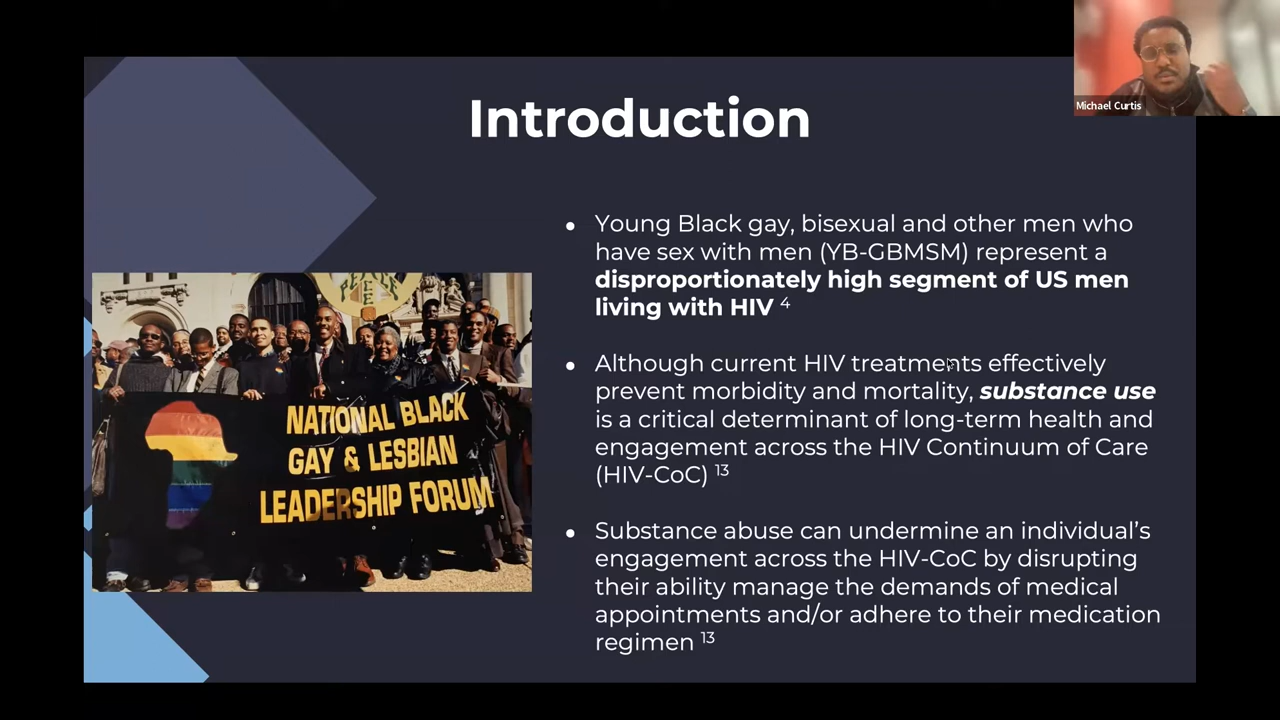 Michael Curtis
Introduction
• Young Black gay, bisexual and other men who
have sex with men (YB-GBMSM) represent a
disproportionately high segment of US men
living with HIV 4
• Although current HIV treatments effectively
prevent morbidity and mortality, substance use
is a critical determinant of long-term health and
engagement across the HIV Continuum of Care
(HIV-CoC) 13
• Substance abuse can undermine an individual's
engagement across the HIV-CoC by disrupting
their ability manage the demands of medical
appointments and/or adhere to their medication
regimen 13
NATIONAL BLACK
GAY & LESBIAN
LEADERSHIP FORUM